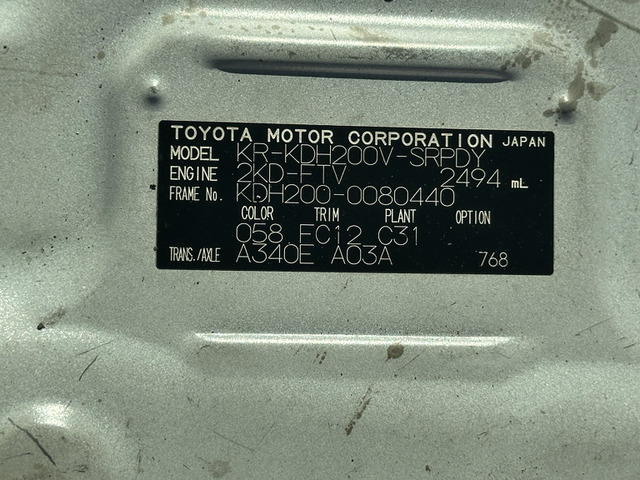 TOYOTA MOTOR CORPORATION JAPAN
MODEL KR-KDH200V-SRPDY
ENGINE 2KD-FTV 2494 mL
FRAME No. KDH200-0080440
COLOR TRIM PLANT OPTION
058 FC12 C31
TRANS./AXLE A340E A03A 768